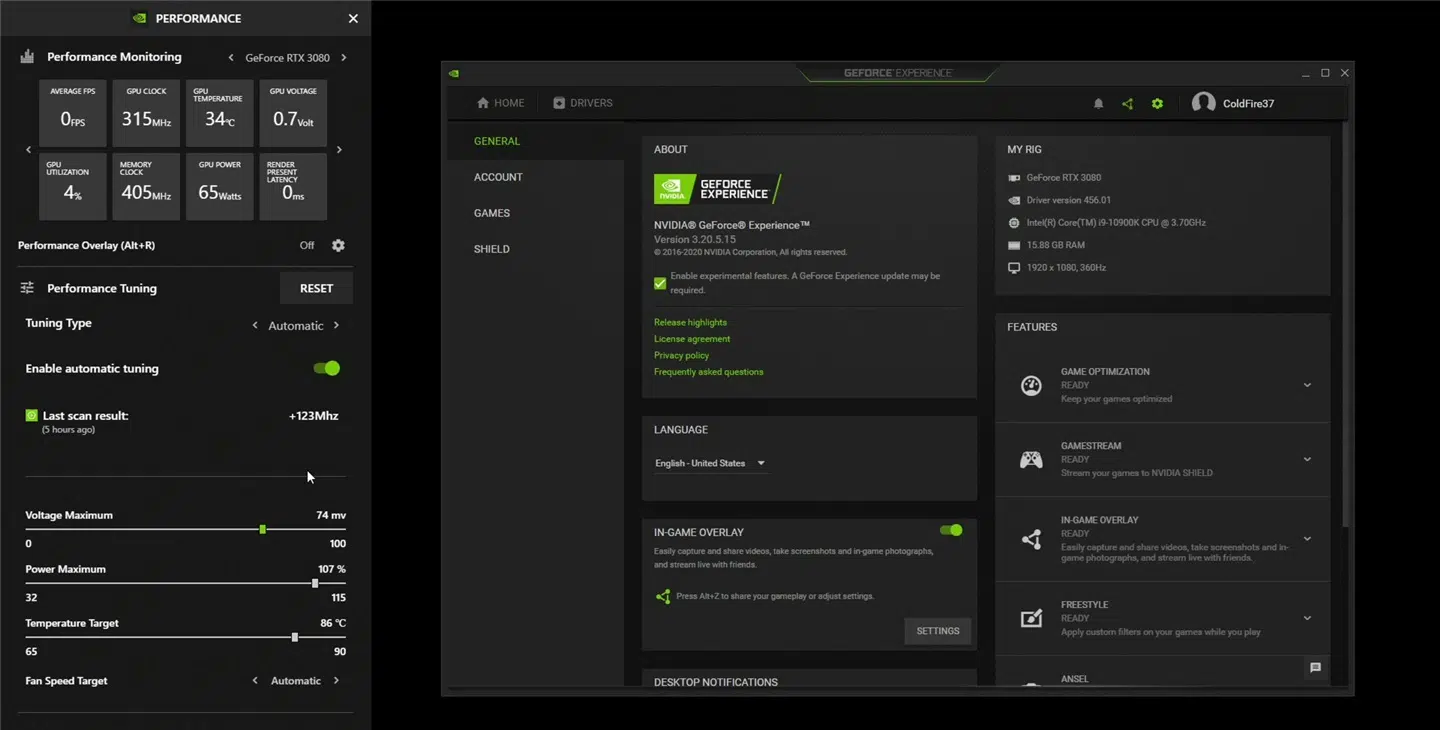 PERFORMANCE
Performance Monitoring
GeForce RTX 3080
AVERAGE FPS
0FPS
GPU CLOCK
315MHz
GPU
TEMPERATURE
34°C
GPU VOLTAGE
0.7Volt
GPU
UTILIZATION
4%
MEMORY
CLOCK
405MHz
GPU POWER
65Watts
RENDER
PRESENT
LATENCY
0ms
Performance Overlay (Alt+R)
Off
Performance Tuning
RESET
Tuning Type
Automatic
Enable automatic tuning
Last scan result:
+123Mhz
(5 hours ago)
Voltage Maximum
74 mv
0
100
Power Maximum
107 %
32
115
Temperature Target
86 °C
65
90
Fan Speed Target
Automatic
GEFORCE® EXPERIENCE™
HOME
DRIVERS
ColdFire37
GENERAL
ACCOUNT
GAMES
SHIELD
ABOUT
NVIDIA
GEFORCE
EXPERIENCE
NVIDIA® GeForce® Experience™
Version 3.20.5.15
© 2016-2020 NVIDIA Corporation, All rights reserved.
Enable experimental features. A GeForce Experience update may be
required.
Release highlights
License agreement
Privacy policy
Frequently asked questions
LANGUAGE
English - United States
IN-GAME OVERLAY
Easily capture and share videos, take screenshots and in-game photographs,
and stream live with friends.
Press Alt+Z to share your gameplay or adjust settings.
SETTINGS
DESKTOP NOTIFICATIONS
MY RIG
GeForce RTX 3080
Driver version 456.01
Intel(R) Core(TM) i9-10900K CPU @ 3.70GHz
15.88 GB RAM
1920 x 1080, 360Hz
FEATURES
GAME OPTIMIZATION
READY
Keep your games optimized
GAMESTREAM
READY
Stream your games to NVIDIA SHIELD
IN-GAME OVERLAY
READY
Easily capture and share videos, take screenshots and in-
game photographs, and stream live with friends.
FREESTYLE
READY
Apply custom filters on your games while you play
ANSEL